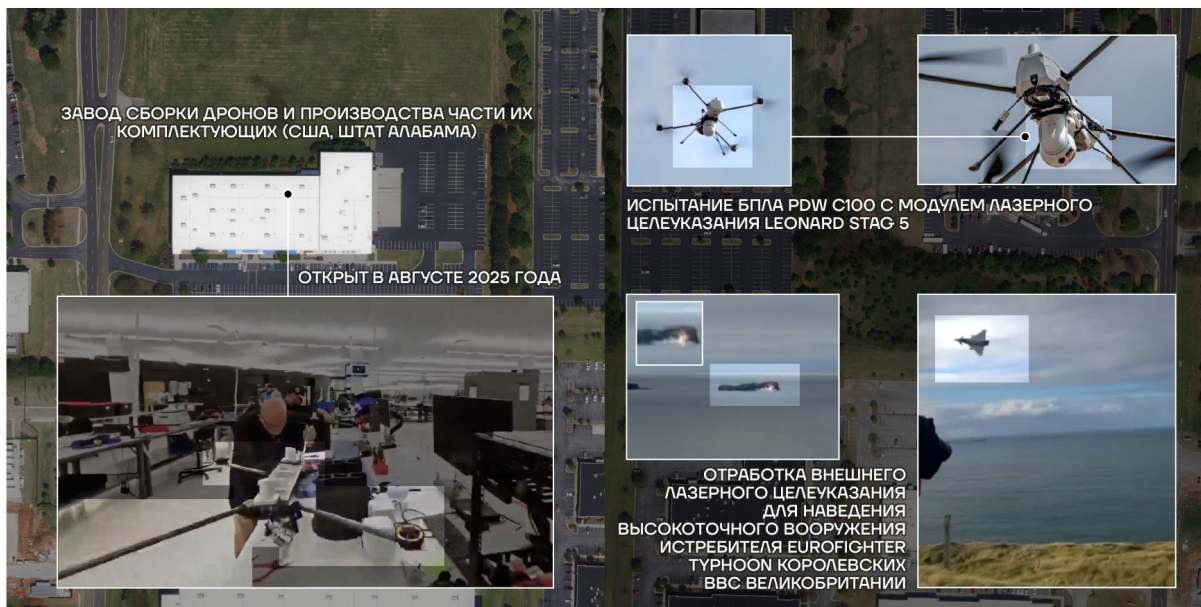 ЗАВОД СБОРКИ ДРОНОВ И ПРОИЗВОДСТВА ЧАСТИ ИХ
КОМПЛЕКТУЮЩИХ (США, ШТАТ АЛАБАМА)
ОТКРЫТ В АВГУСТЕ 2025 ГОДА
ИСПЫТАНИЕ БПЛА PDW C100 С МОДУЛЕМ ЛАЗЕРНОГО
ЦЕЛЕУКАЗАНИЯ LEONARD STAG 5
ОТРАБОТКА ВНЕШНЕГО
ЛАЗЕРНОГО ЦЕЛЕУКАЗАНИЯ
ДЛЯ НАВЕДЕНИЯ
ВЫСОКОТОЧНОГО ВООРУЖЕНИЯ
ИСТРЕБИТЕЛЯ EUROFIGHTER
TYPHOON КОРОЛЕВСКИХ
ВВС ВЕЛИКОБРИТАНИИ